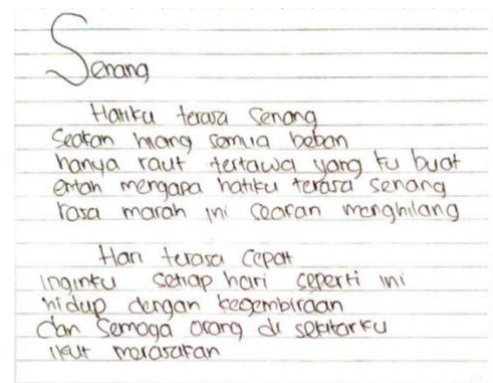 Senang
Hatiku terasa senang
Seakan hilang semua beban
hanya raut tertawa yang ku buat
entah mengapa hatiku terasa senang
rasa marah ini seakan menghilang
Hari terasa cepat
inginku setiap hari seperti ini
hidup dengan kegembiraan
dan semoga orang di sekitarku
ikut merasakan